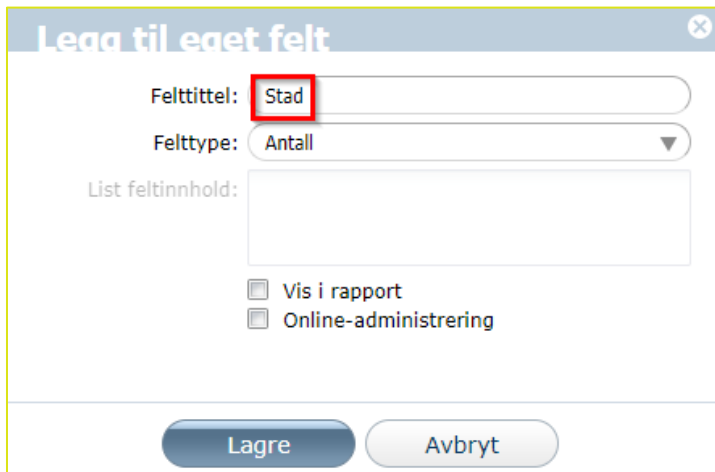 Legg til eget felt
Felttittel: Stad
Felttype: Antall
List feltinnhold:
Vis i rapport
Online-administrering
Lagre Avbryt